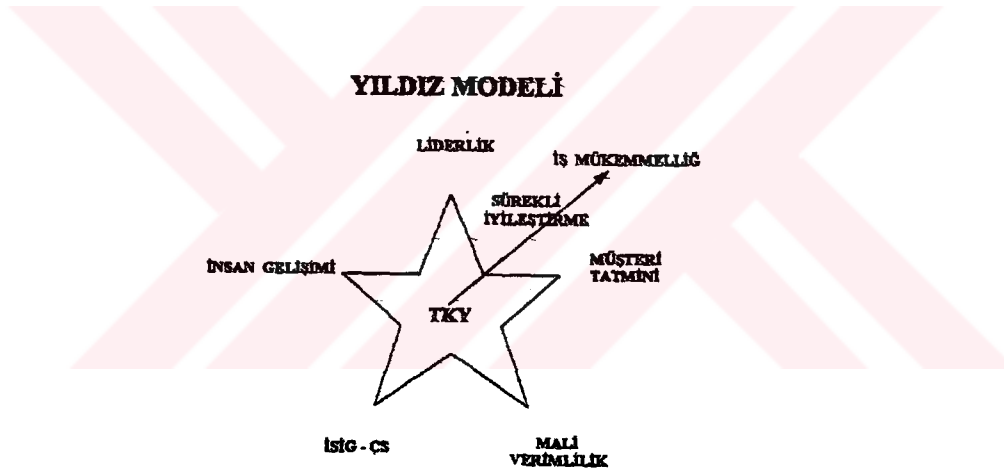 YILDIZ MODELİ
LİDERLİK
İŞ MÜKEMMELLİĞ
SÜREKLİ
İYİLEŞTİRME
İNSAN GELİŞİMİ
MÜŞTERİ
TATMİNİ
TKY
İSİG - ÇS
MALİ
VERİMLİLİK